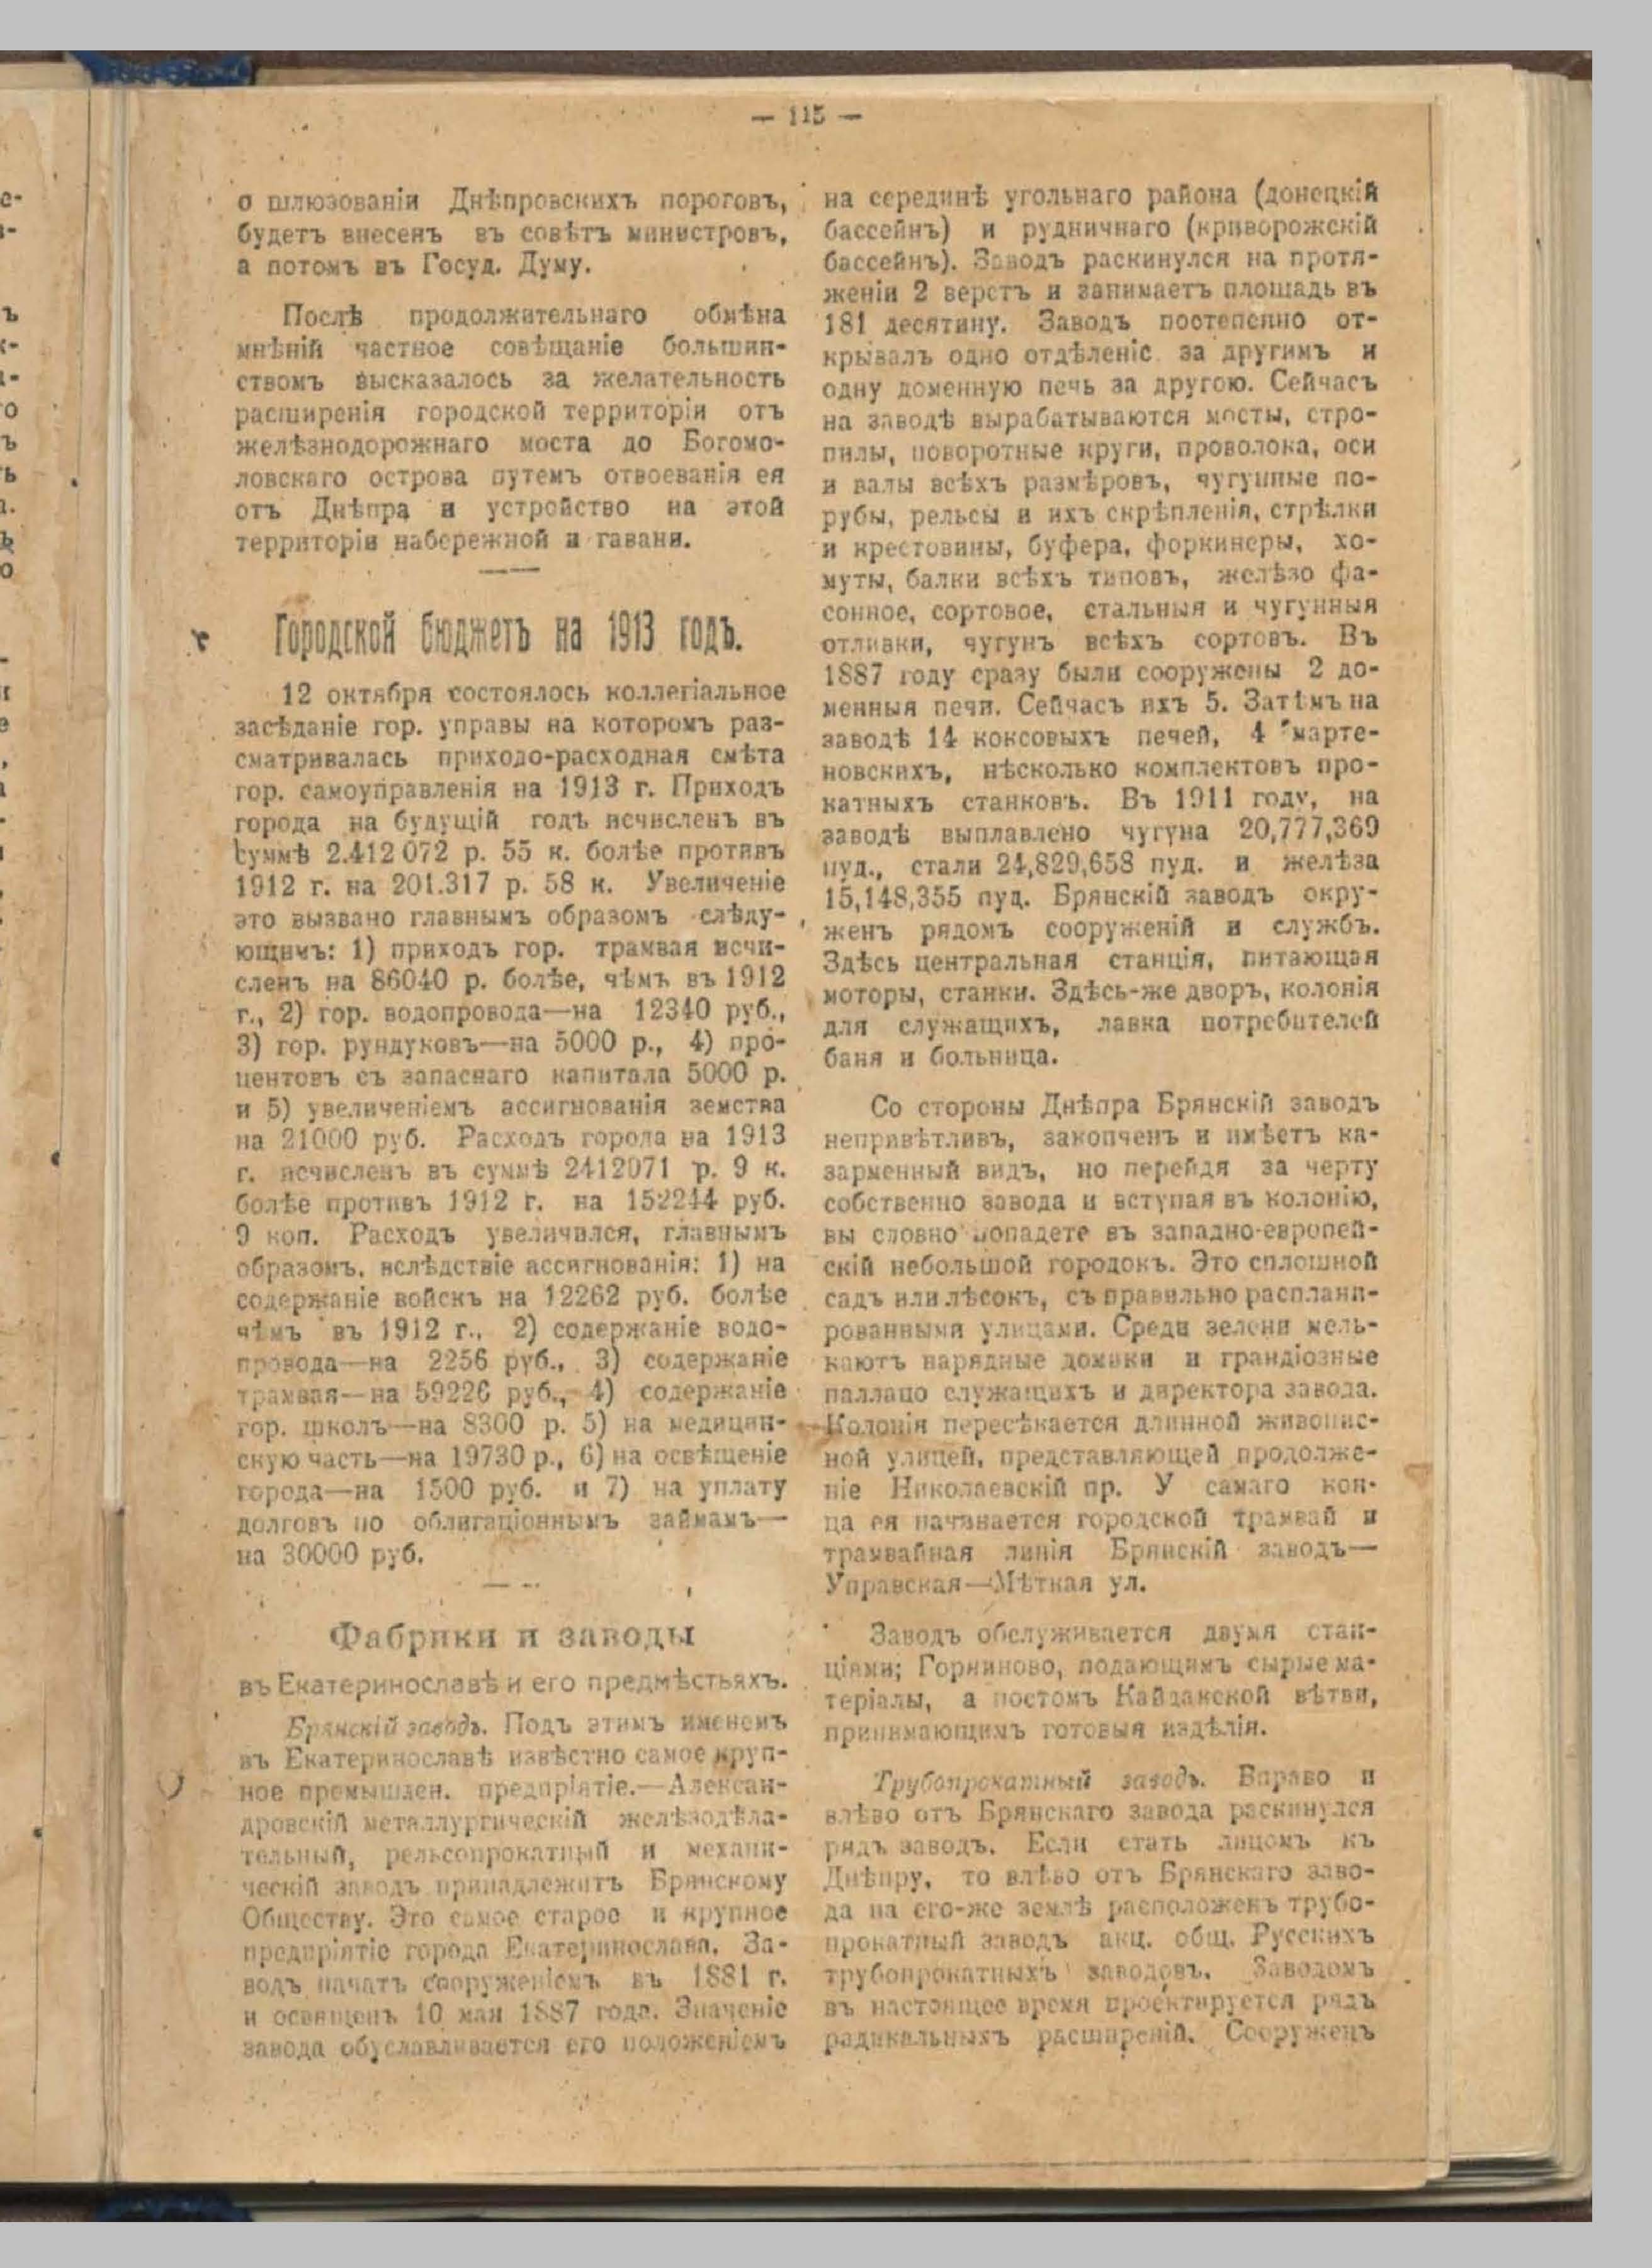 — 115 —
о шлюзованіи Днѣпровскихъ пороговъ,
будетъ внесенъ въ совѣтъ министровъ,
а потомъ въ Госуд. Думу.
Послѣ продолжительнаго обмѣна
мнѣній частное совѣщаніе большин-
ствомъ высказалось за желательность
расширенія городской территоріи отъ
желѣзнодорожнаго моста до Богомо-
ловскаго острова путемъ отвоеванія ея
отъ Днѣпра и устройство на этой
территоріи набережной и гавани.
Городской бюджетъ на 1913 годъ.
12 октября состоялось коллегіальное
засѣданіе гор. управы на которомъ раз-
сматривалась приходо-расходная смѣта
гор. самоуправленія на 1913 г. Приходъ
города на будущій годъ исчисленъ въ
суммѣ 2.412 072 р. 55 к. болѣе противъ
1912 г. на 201.317 р. 58 к. Увеличеніе
это вызвано главнымъ образомъ слѣду-
ющимъ: 1) приходъ гор. трамвая исчи-
сленъ на 86040 р. болѣе, чѣмъ въ 1912
г., 2) гор. водопровода—на 12340 руб.,
3) гор. рундуковъ—на 5000 р., 4) про-
центовъ съ запаснаго капитала 5000 р.
и 5) увеличеніемъ ассигнованія земства
на 21000 руб. Расходъ города на 1913
г. исчисленъ въ суммѣ 2412071 р. 9 к.
болѣе противъ 1912 г. на 152244 руб.
9 коп. Расходъ увеличился, главнымъ
образомъ, вслѣдствіе ассигнованія: 1) на
содержаніе войскъ на 12262 руб. болѣе
чѣмъ въ 1912 г., 2) содержаніе водо-
провода—на 2256 руб., 3) содержаніе
трамвая—на 59226 руб., 4) содержаніе
гор. школъ—на 8300 р. 5) на медицин-
скую часть—на 19730 р., 6) на освѣщеніе
города—на 1500 руб. и 7) на уплату
долговъ по облигаціоннымъ займамъ—
на 30000 руб.
Фабрики и заводы
въ Екатеринославѣ и его предмѣстьяхъ.
Брянскій заводъ. Подъ этимъ именемъ
въ Екатеринославѣ извѣстно самое круп-
ное промышлен. предпріятіе.—Алексан-
дровскій металлургическій желѣзодѣла-
тельный, рельсопрокатный и механи-
ческій заводъ принадлежитъ Брянскому
Обществу. Это самое старое и крупное
предпріятіе города Екатеринослава. За-
водъ начатъ сооруженіемъ въ 1881 г.
и освященъ 10 мая 1887 года. Значеніе
завода обуславливается его положеніемъ
на серединѣ угольнаго района (донецкій
бассейнъ) и рудничнаго (криворожскій
бассейнъ). Заводъ раскинулся на протя-
женіи 2 верстъ и занимаетъ площадь въ
181 десятину. Заводъ постепенно от-
крывалъ одно отдѣленіе за другимъ и
одну доменную печь за другою. Сейчасъ
на заводѣ вырабатываются мосты, стро-
пилы, поворотные круги, проволока, оси
и валы всѣхъ размѣровъ, чугунные по-
рубы, рельсы и ихъ скрѣпленія, стрѣлки
и крестовины, буфера, форкинеры, хо-
муты, балки всѣхъ типовъ, желѣзо фа-
сонное, сортовое, стальныя и чугунныя
отливки, чугунъ всѣхъ сортовъ. Въ
1887 году сразу были сооружены 2 до-
менныя печи. Сейчасъ ихъ 5. Затѣмъ на
заводѣ 14 коксовыхъ печей, 4 марте-
новскихъ, нѣсколько комплектовъ про-
катныхъ станковъ. Въ 1911 году, на
заводѣ выплавлено чугуна 20,777,369
пуд., стали 24,829,658 пуд. и желѣза
15,148,355 пуд. Брянскій заводъ окру-
женъ рядомъ сооруженій и службъ.
Здѣсь центральная станція, питающая
моторы, станки. Здѣсь-же дворъ, колонія
для служащихъ, лавка потребителей
баня и больница.
Со стороны Днѣпра Брянскій заводъ
непривѣтливъ, закопченъ и имѣетъ ка-
зарменный видъ, но перейдя за черту
собственно завода и вступая въ колонію,
вы словно попадете въ западно-европей-
скій небольшой городокъ. Это сплошной
садъ или лѣсокъ, съ правильно распланн-
рованными улицами. Среди зелени мель-
каютъ нарядные домики и грандіозные
паллацо служащихъ и директора завода.
Колонія пересѣкается длинной живопис-
ной улицей, представляющей продолже-
ніе Николаевскій пр. У самаго кон-
ца ея начинается городской трамвай и
трамвайная линія Брянскій заводъ—
Управская—Мѣткая ул.
Заводъ обслуживается двумя стан-
ціями; Горяиново, подающимъ сырые ма-
теріалы, а постомъ Кайдакской вѣтви,
принимающимъ готовыя издѣлія.
Трубопрокатный заводъ. Вправо и
влѣво отъ Брянскаго завода раскинулся
рядъ заводъ. Если стать лицомъ къ
Днѣпру, то влѣво отъ Брянскаго заво-
да на его-же землѣ расположенъ трубо-
прокатный заводъ акц. общ. Русскихъ
трубопрокатныхъ заводовъ. Заводомъ
въ настоящее время проектируется рядъ
радикальныхъ расширеній. Сооруженъ